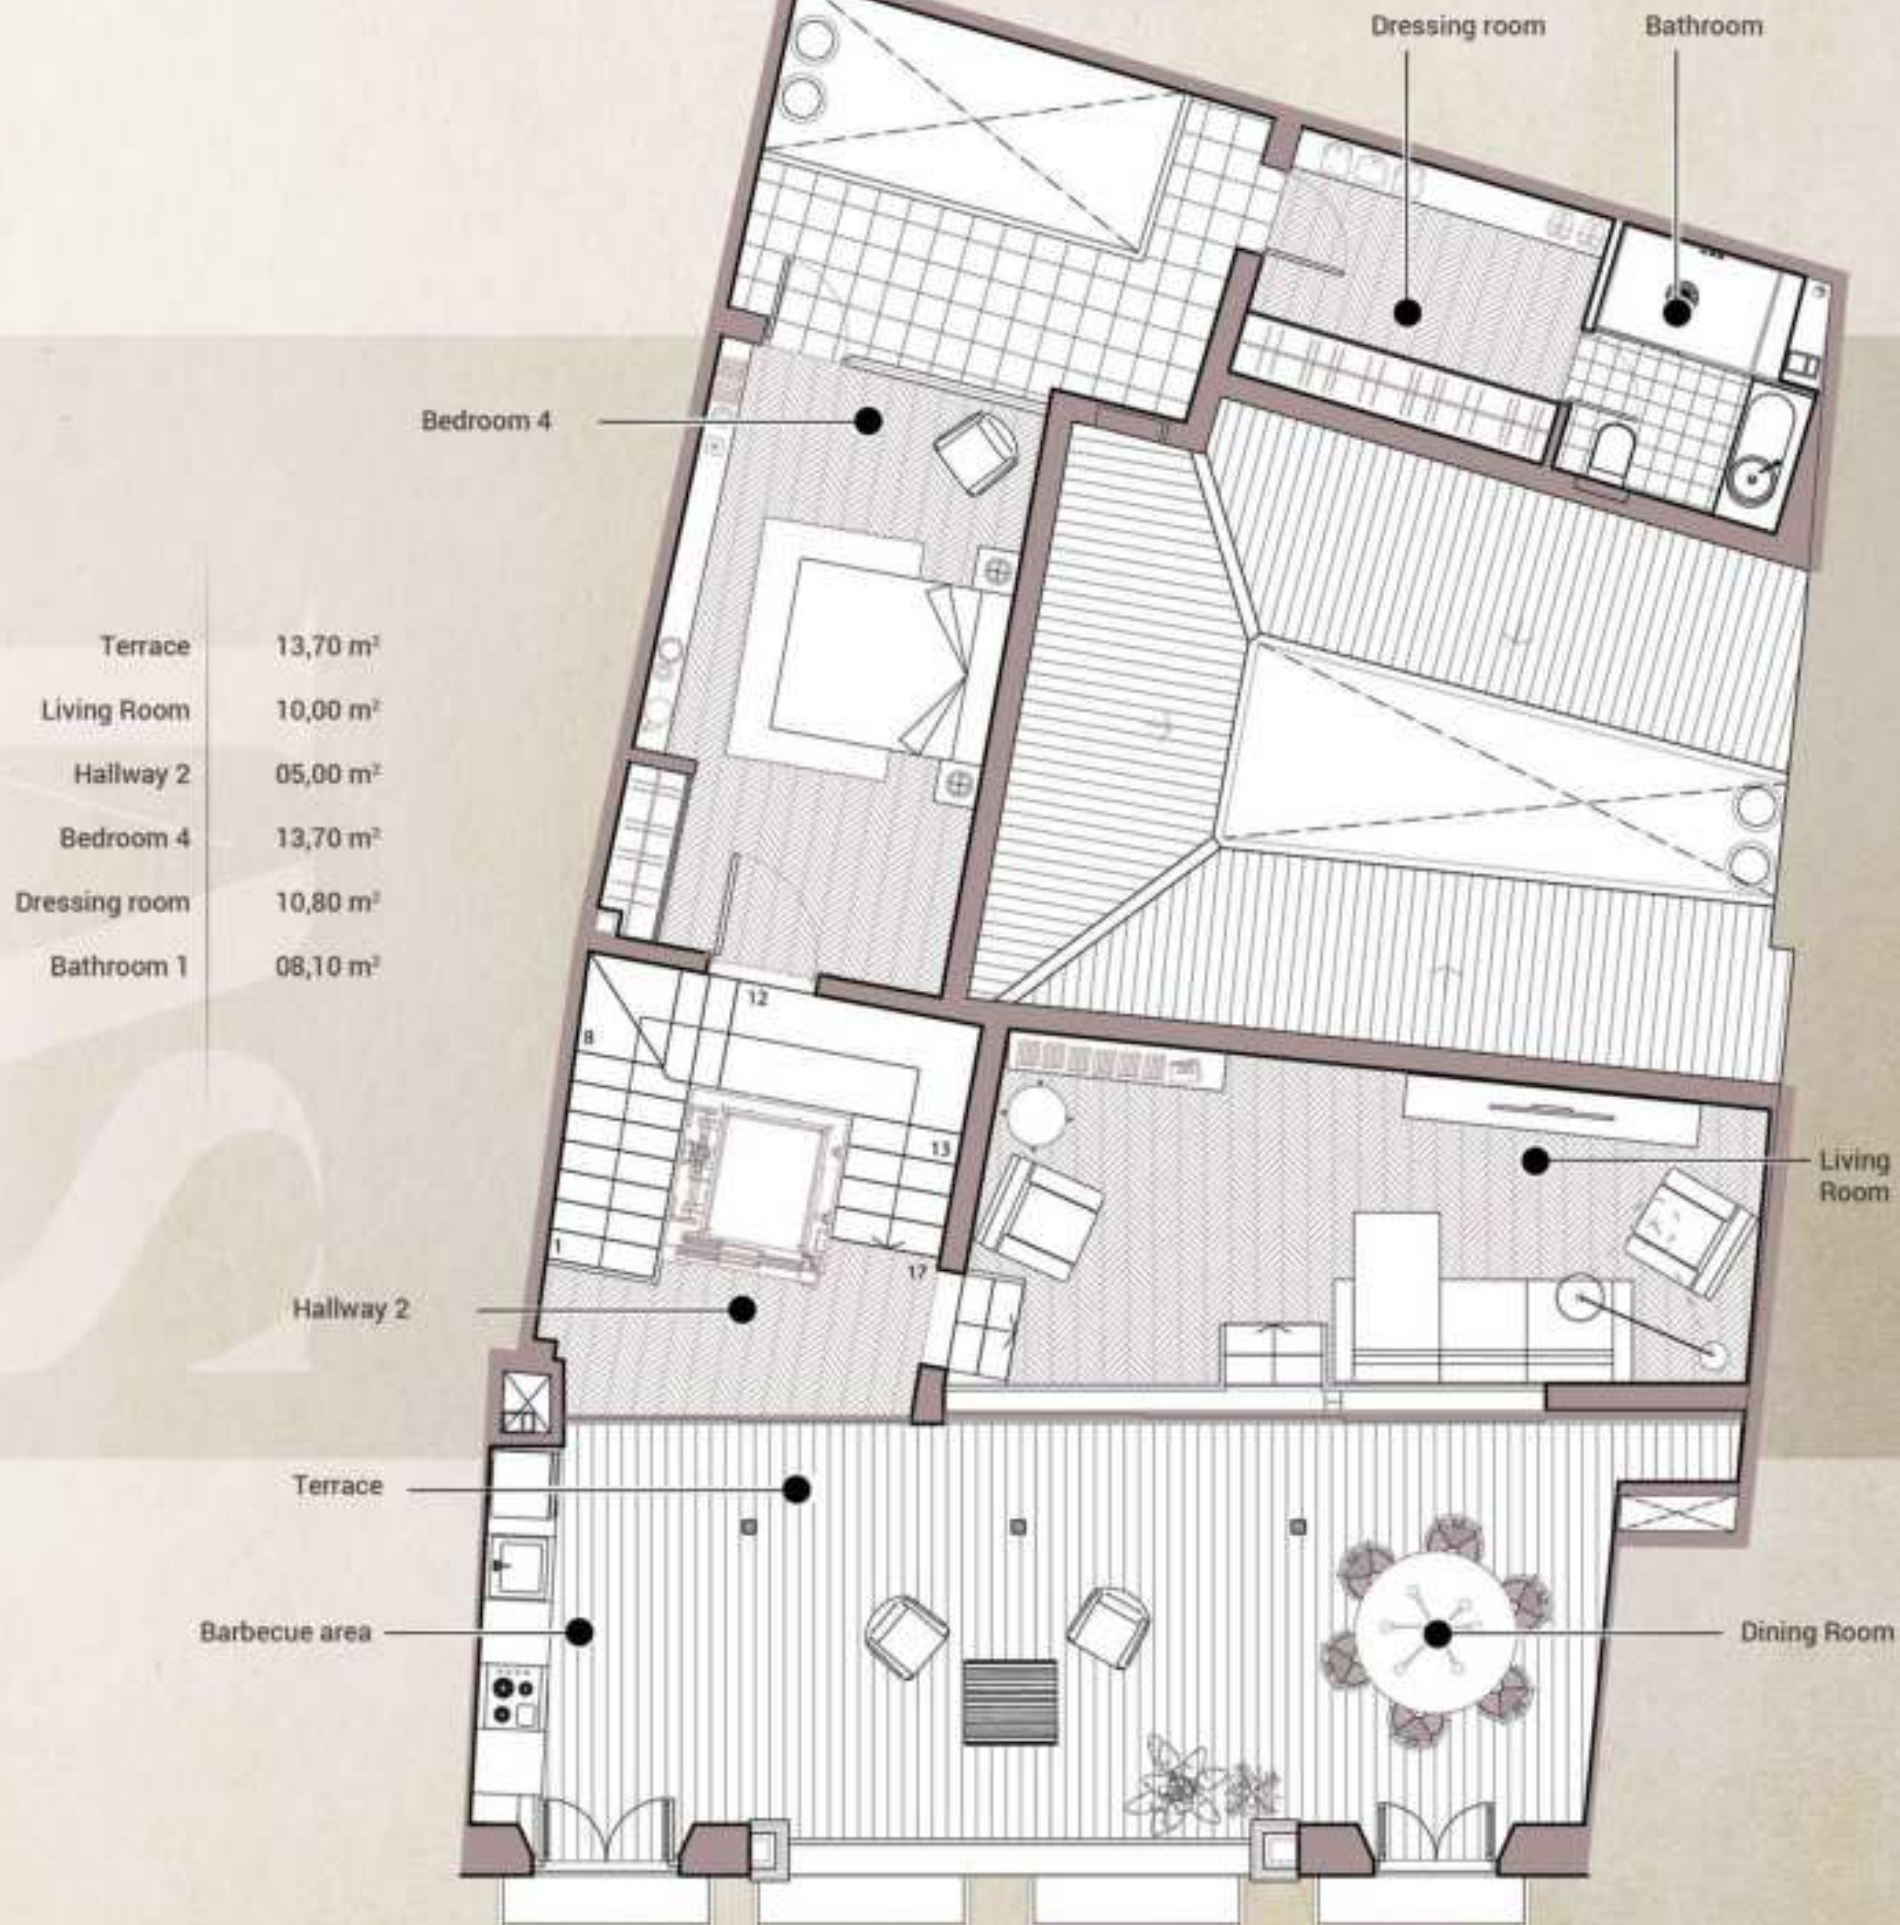 Dressing room
Bathroom
Bedroom 4
Terrace 13,70 m²
Living Room 10,00 m²
Hallway 2 05,00 m²
Bedroom 4 13,70 m²
Dressing room 10,80 m²
Bathroom 1 08,10 m²
12
8
13
1
17
Living
Room
Hallway 2
Terrace
Barbecue area
Dining Room